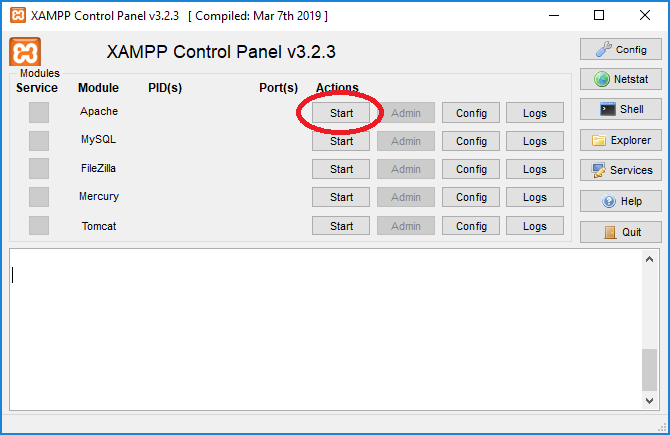 XAMPP Control Panel v3.2.3 [ Compiled: Mar 7th 2019 ]
XAMPP Control Panel v3.2.3
Config
Modules
Service Module PID(s) Port(s) Actions
Netstat
Apache Start Admin Config Logs
Shell
MySQL Start Admin Config Logs
Explorer
FileZilla Start Admin Config Logs
Services
Mercury Start Admin Config Logs
Help
Tomcat Start Admin Config Logs
Quit